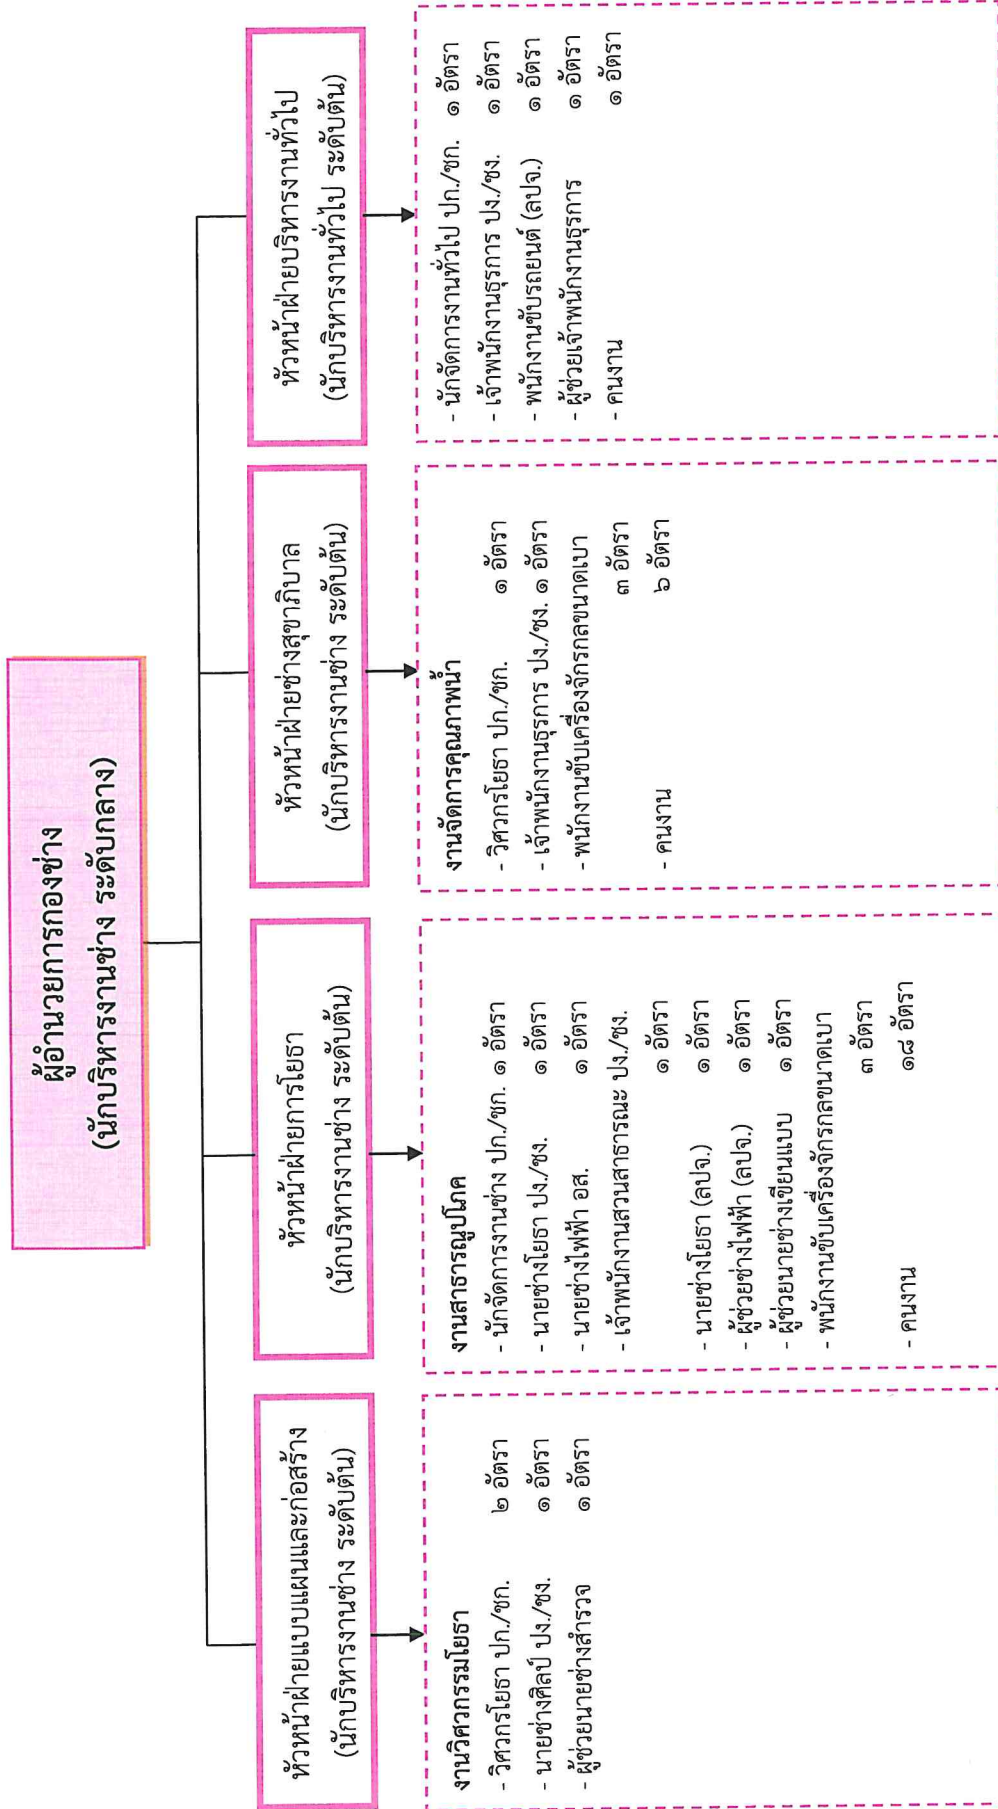 ผู้อำนวยการกองช่าง
(นักบริหารงานช่าง ระดับกลาง)
หัวหน้าฝ่ายแบบแผนและก่อสร้าง
(นักบริหารงานช่าง ระดับต้น)
งานวิศวกรรมโยธา
- วิศวกรโยธา ปก./ชก. ๒ อัตรา
- นายช่างศิลป์ ปง./ชง. ๑ อัตรา
- ผู้ช่วยนายช่างสำรวจ ๑ อัตรา
หัวหน้าฝ่ายการโยธา
(นักบริหารงานช่าง ระดับต้น)
งานสาธารณูปโภค
- นักจัดการงานช่าง ปก./ชก. ๑ อัตรา
- นายช่างโยธา ปง./ชง. ๑ อัตรา
- นายช่างไฟฟ้า อส. ๑ อัตรา
- เจ้าพนักงานสวนสาธารณะ ปง./ชง.
๑ อัตรา
- นายช่างโยธา (ลปจ.) ๑ อัตรา
- ผู้ช่วยช่างไฟฟ้า (ลปจ.) ๑ อัตรา
- ผู้ช่วยนายช่างเขียนแบบ ๑ อัตรา
- พนักงานขับเครื่องจักรกลขนาดเบา
๓ อัตรา
- คนงาน ๑๘ อัตรา
หัวหน้าฝ่ายช่างสุขาภิบาล
(นักบริหารงานช่าง ระดับต้น)
งานจัดการคุณภาพน้ำ
- วิศวกรโยธา ปก./ชก. ๑ อัตรา
- เจ้าพนักงานธุรการ ปง./ชง. ๑ อัตรา
- พนักงานขับเครื่องจักรกลขนาดเบา
๓ อัตรา
- คนงาน ๖ อัตรา
หัวหน้าฝ่ายบริหารงานทั่วไป
(นักบริหารงานทั่วไป ระดับต้น)
- นักจัดการงานทั่วไป ปก./ชก. ๑ อัตรา
- เจ้าพนักงานธุรการ ปง./ชง. ๑ อัตรา
- พนักงานขับรถยนต์ (ลปจ.) ๑ อัตรา
- ผู้ช่วยเจ้าพนักงานธุรการ ๑ อัตรา
- คนงาน ๑ อัตรา